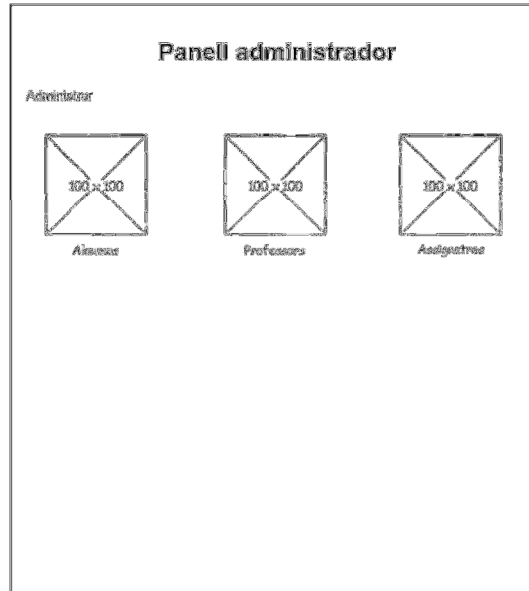 Panell administrador
Administrar
100 x 100 100 x 100 100 x 100
Alumnes Professors Assignatures